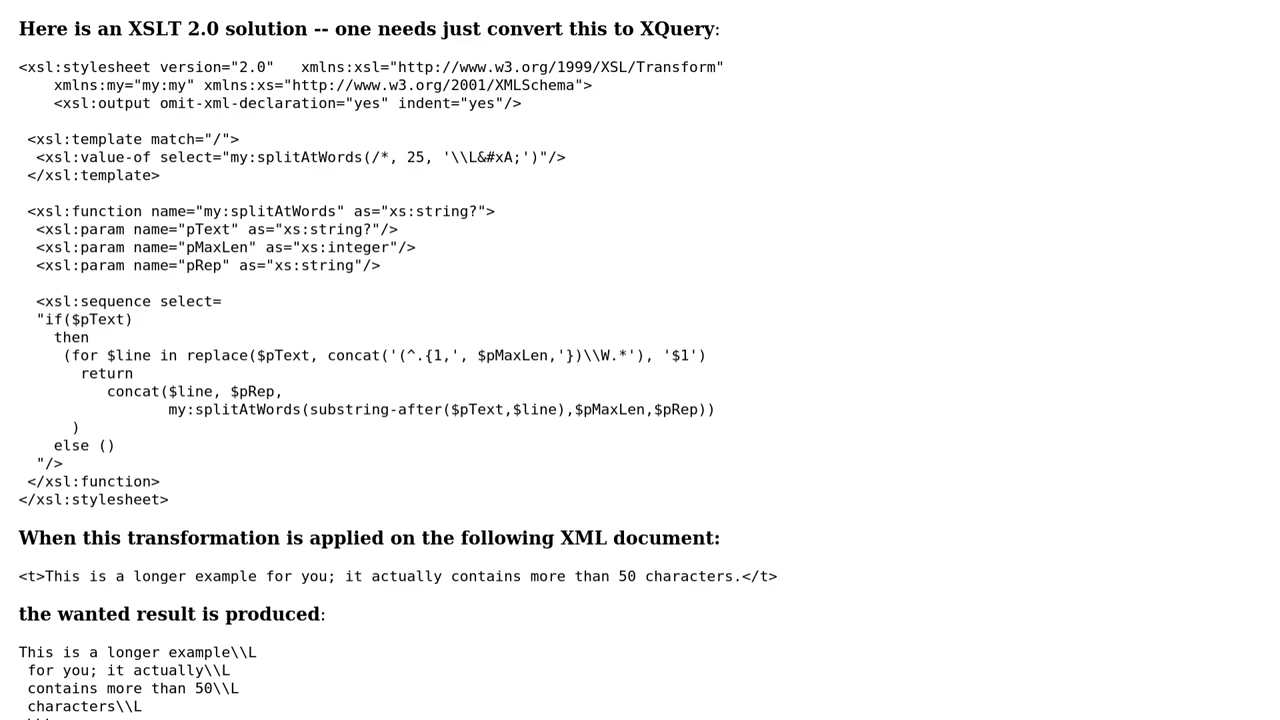 Here is an XSLT 2.0 solution -- one needs just convert this to XQuery:
<xsl:stylesheet version="2.0"   xmlns:xsl="http://www.w3.org/1999/XSL/Transform"
    xmlns:my="my:my" xmlns:xs="http://www.w3.org/2001/XMLSchema">
    <xsl:output omit-xml-declaration="yes" indent="yes"/>

 <xsl:template match="/">
  <xsl:value-of select="my:splitAtWords(/*, 25, '\\L&#xA;')"/>
 </xsl:template>

 <xsl:function name="my:splitAtWords" as="xs:string?">
  <xsl:param name="pText" as="xs:string?"/>
  <xsl:param name="pMaxLen" as="xs:integer"/>
  <xsl:param name="pRep" as="xs:string"/>

  <xsl:sequence select=
  "if($pText)
    then
     (for $line in replace($pText, concat('(^.{1,', $pMaxLen,'})\\W.*'), '$1')
       return
          concat($line, $pRep,
                 my:splitAtWords(substring-after($pText,$line),$pMaxLen,$pRep))
      )
    else ()
  "/>
 </xsl:function>
</xsl:stylesheet>
When this transformation is applied on the following XML document:
<t>This is a longer example for you; it actually contains more than 50 characters.</t>
the wanted result is produced:
This is a longer example\\L
 for you; it actually\\L
 contains more than 50\\L
 characters\\L